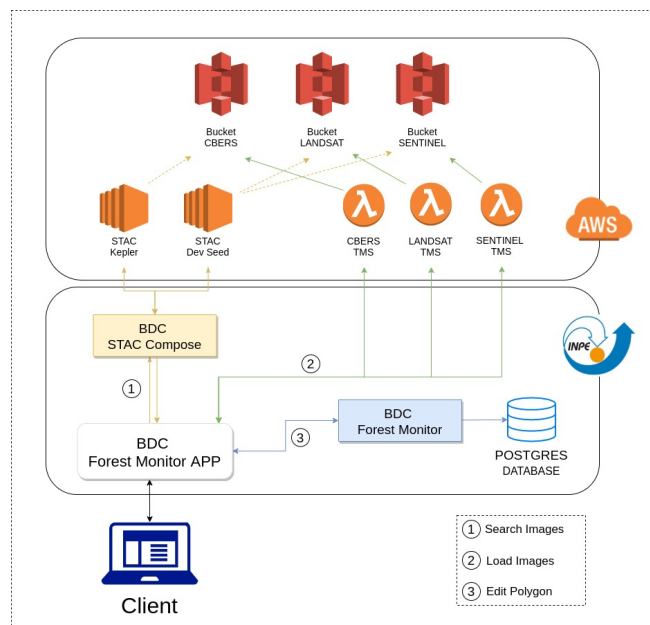 Bucket
CBERS
Bucket
LANDSAT
Bucket
SENTINEL
STAC
Kepler
STAC
Dev Seed
CBERS
TMS
LANDSAT
TMS
SENTINEL
TMS
AWS
BDC
STAC Compose
INPE
1
2
BDC
Forest Monitor
3
BDC
Forest Monitor APP
POSTGRES
DATABASE
Client
1 Search Images
2 Load Images
3 Edit Polygon